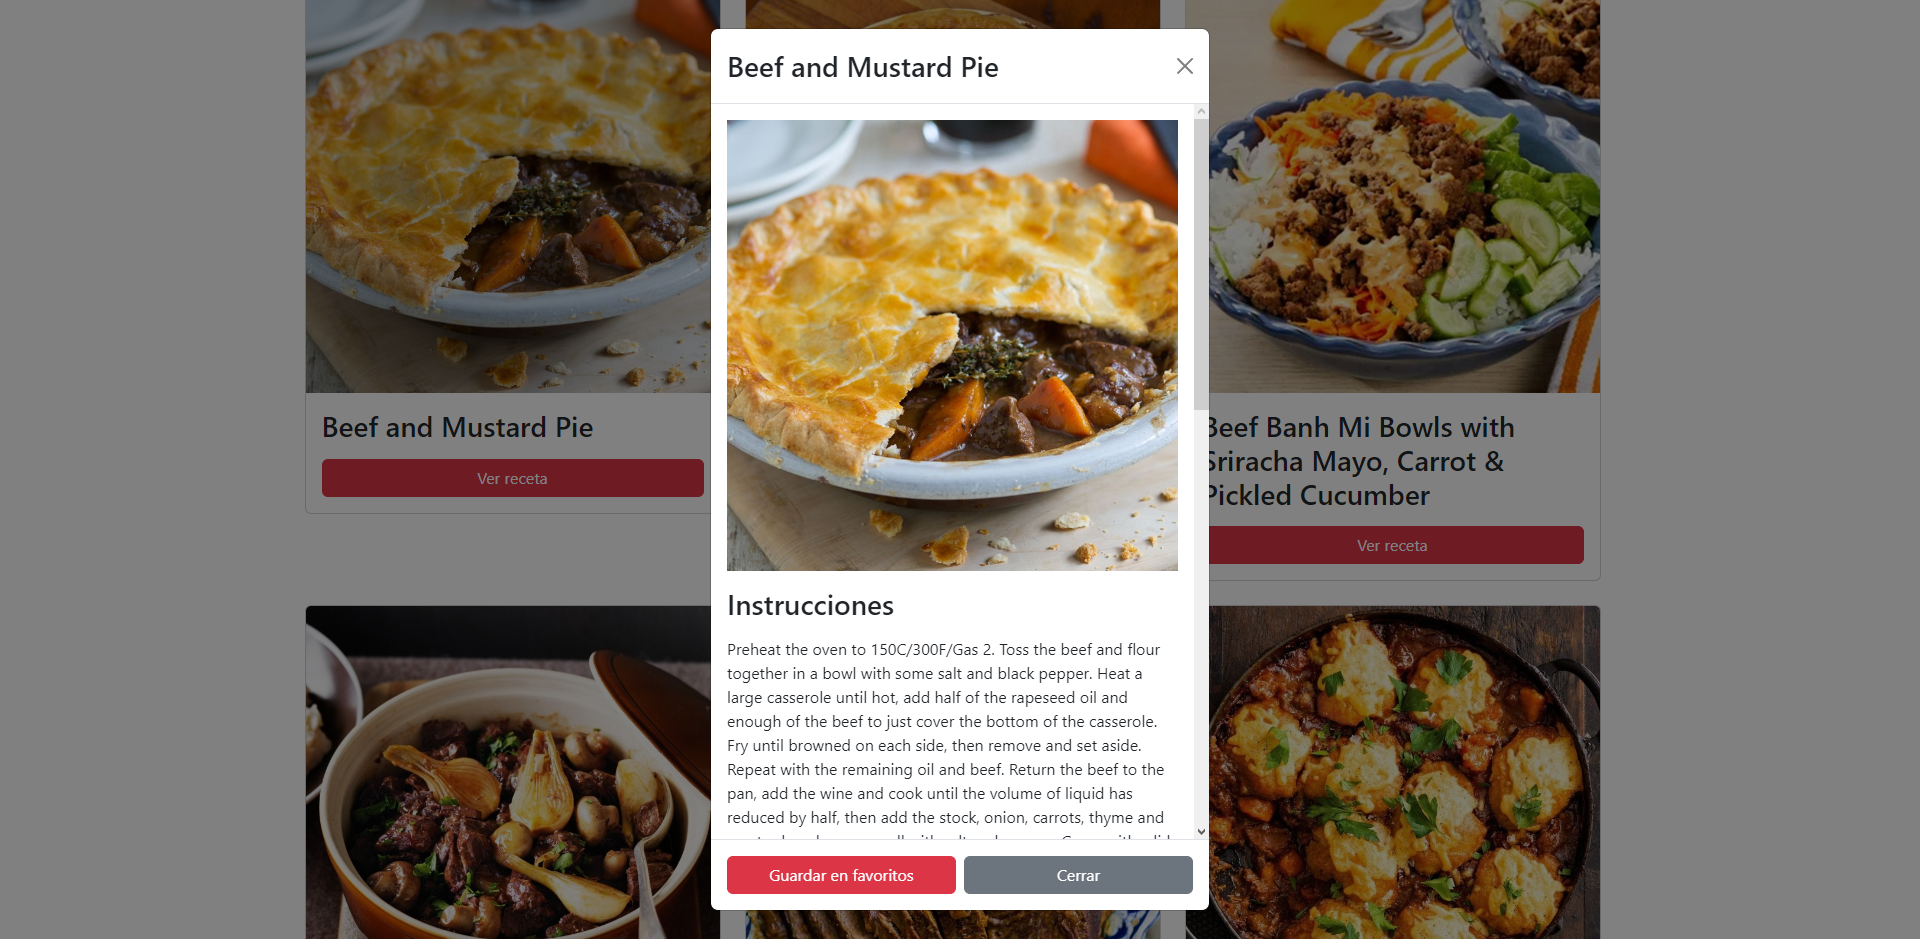 Beef and Mustard Pie
Instrucciones
Preheat the oven to 150C/300F/Gas 2. Toss the beef and flour
together in a bowl with some salt and black pepper. Heat a
large casserole until hot, add half of the rapeseed oil and
enough of the beef to just cover the bottom of the casserole.
Fry until browned on each side, then remove and set aside.
Repeat with the remaining oil and beef. Return the beef to the
pan, add the wine and cook until the volume of liquid has
reduced by half, then add the stock, onion, carrots, thyme and
Guardar en favoritos
Cerrar
Beef and Mustard Pie
Ver receta
Beef Banh Mi Bowls with
Sriracha Mayo, Carrot &
Pickled Cucumber
Ver receta